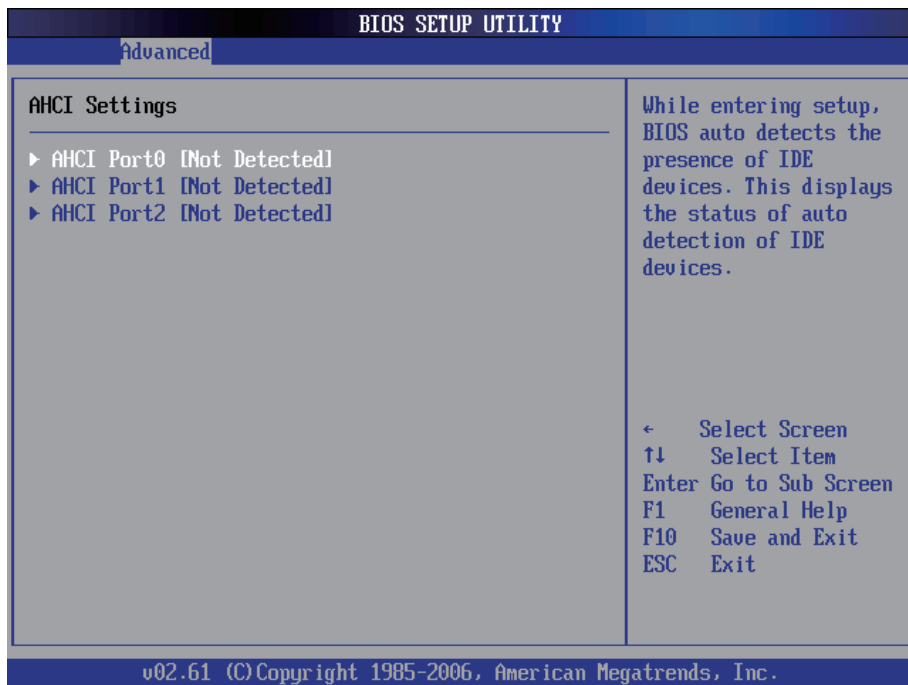 BIOS SETUP UTILITY
Advanced
AHCI Settings
▶ AHCI Port0 [Not Detected]
▶ AHCI Port1 [Not Detected]
▶ AHCI Port2 [Not Detected]
While entering setup,
BIOS auto detects the
presence of IDE
devices. This displays
the status of auto
detection of IDE
devices.
← Select Screen
↑↓ Select Item
Enter Go to Sub Screen
F1 General Help
F10 Save and Exit
ESC Exit
v02.61 (C)Copyright 1985-2006, American Megatrends, Inc.